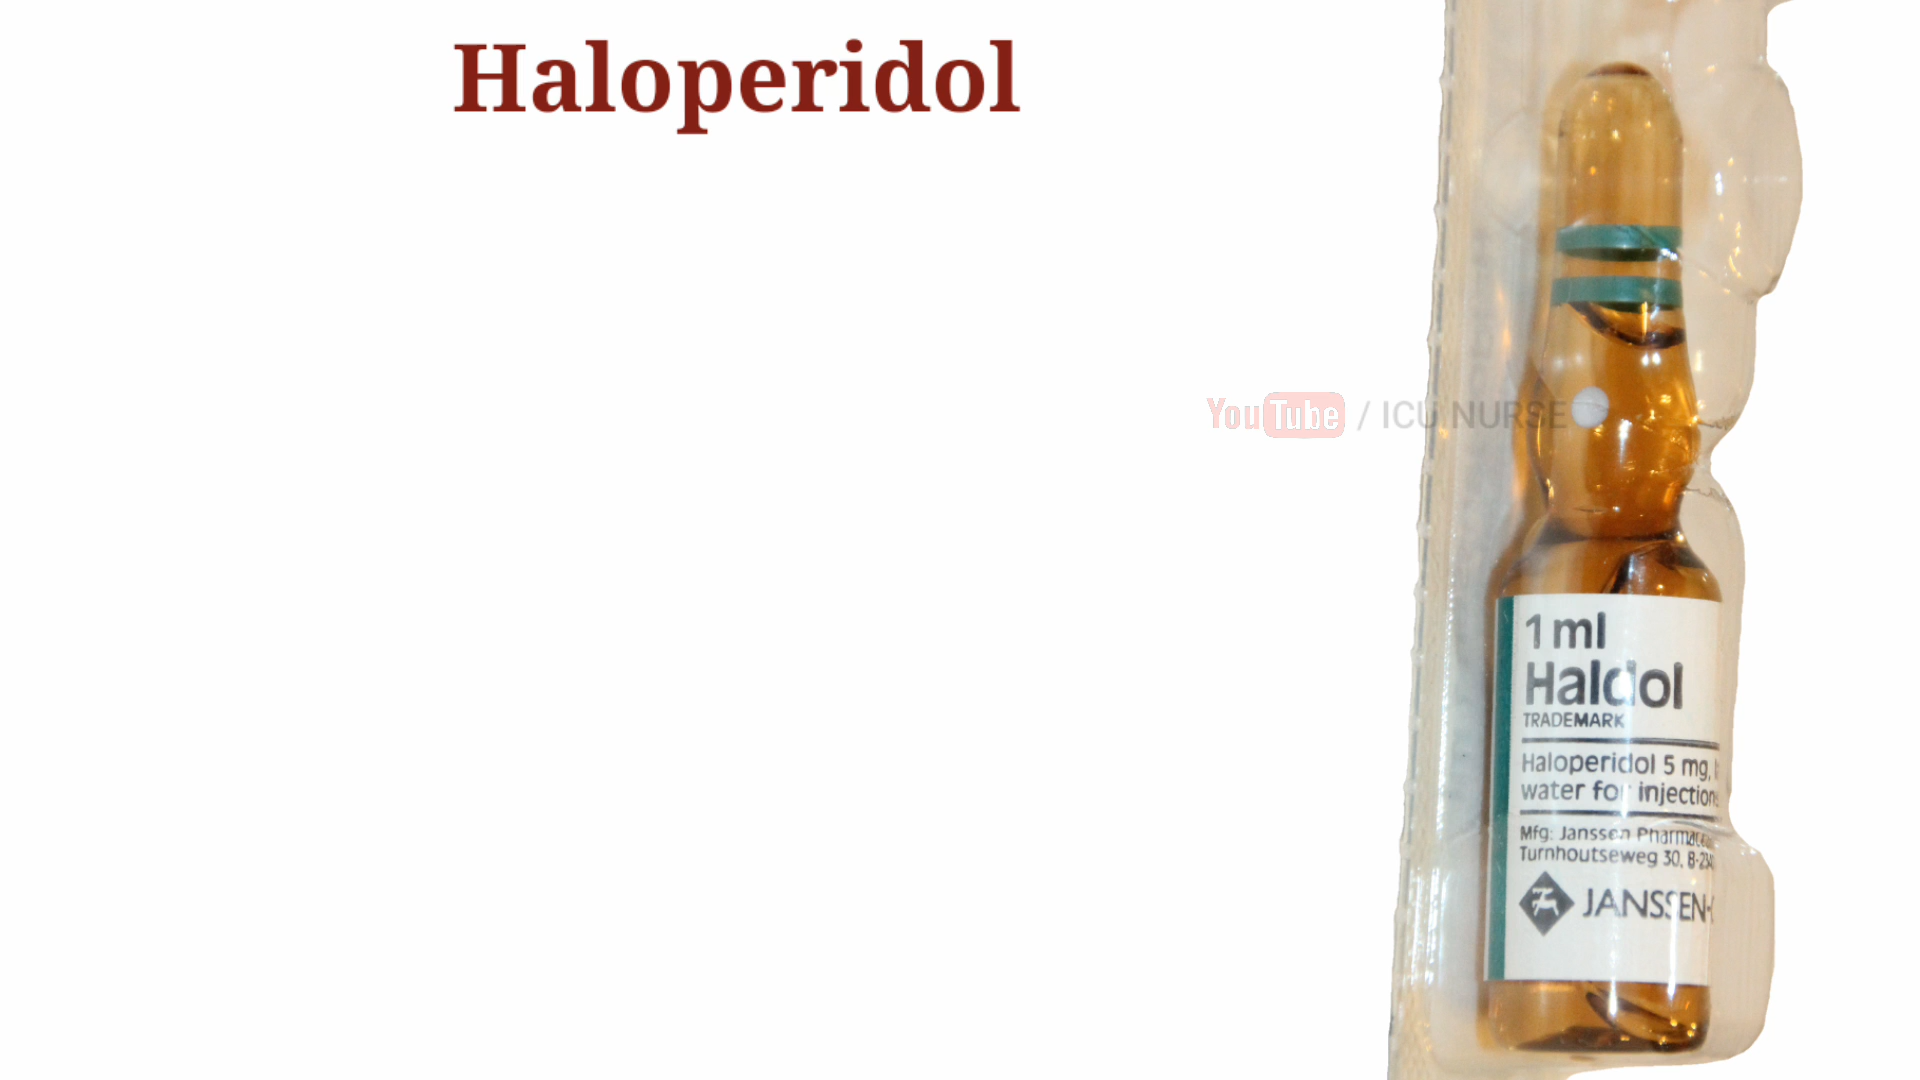 Haloperidol
YouTube / ICU NURSE
1 ml
Haldol
TRADEMARK
Haloperidol 5 mg,
water for injection
Mfg: Janssen
Turnhoutseweg 30, B-
JANSSEN-